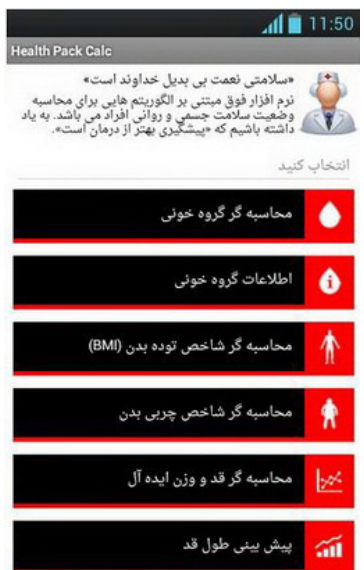 11:50
Health Pack Calc
«سلامتی نعمت بی بدیل خداوند است»
نرم افزار فوق مبتنی بر الگوریتم هایی برای محاسبه
وضعیت سلامت جسمی و روانی افراد می باشد. به یاد
داشته باشیم که «پیشگیری بهتر از درمان است».
انتخاب کنید
محاسبه گر گروه خونی
اطلاعات گروه خونی
محاسبه گر شاخص توده بدن (BMI)
محاسبه گر شاخص چربی بدن
محاسبه گر قد و وزن ایده آل
پیش بینی طول قد